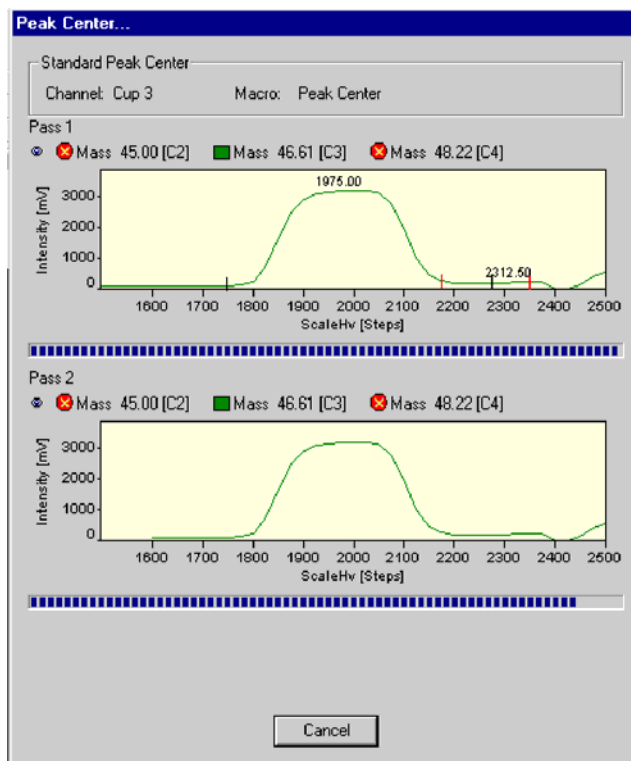 Peak Center...
Standard Peak Center
Channel: Cup 3 Macro: Peak Center
Pass 1
Mass 45.00 [C2] Mass 46.61 [C3] Mass 48.22 [C4]
1975.00
3000
2000
1000
0
Intensity [mV]
2312.50
1600 1700 1800 1900 2000 2100 2200 2300 2400 2500
ScaleHv [Steps]
Pass 2
Mass 45.00 [C2] Mass 46.61 [C3] Mass 48.22 [C4]
3000
2000
1000
0
Intensity [mV]
1600 1700 1800 1900 2000 2100 2200 2300 2400 2500
ScaleHv [Steps]
Cancel